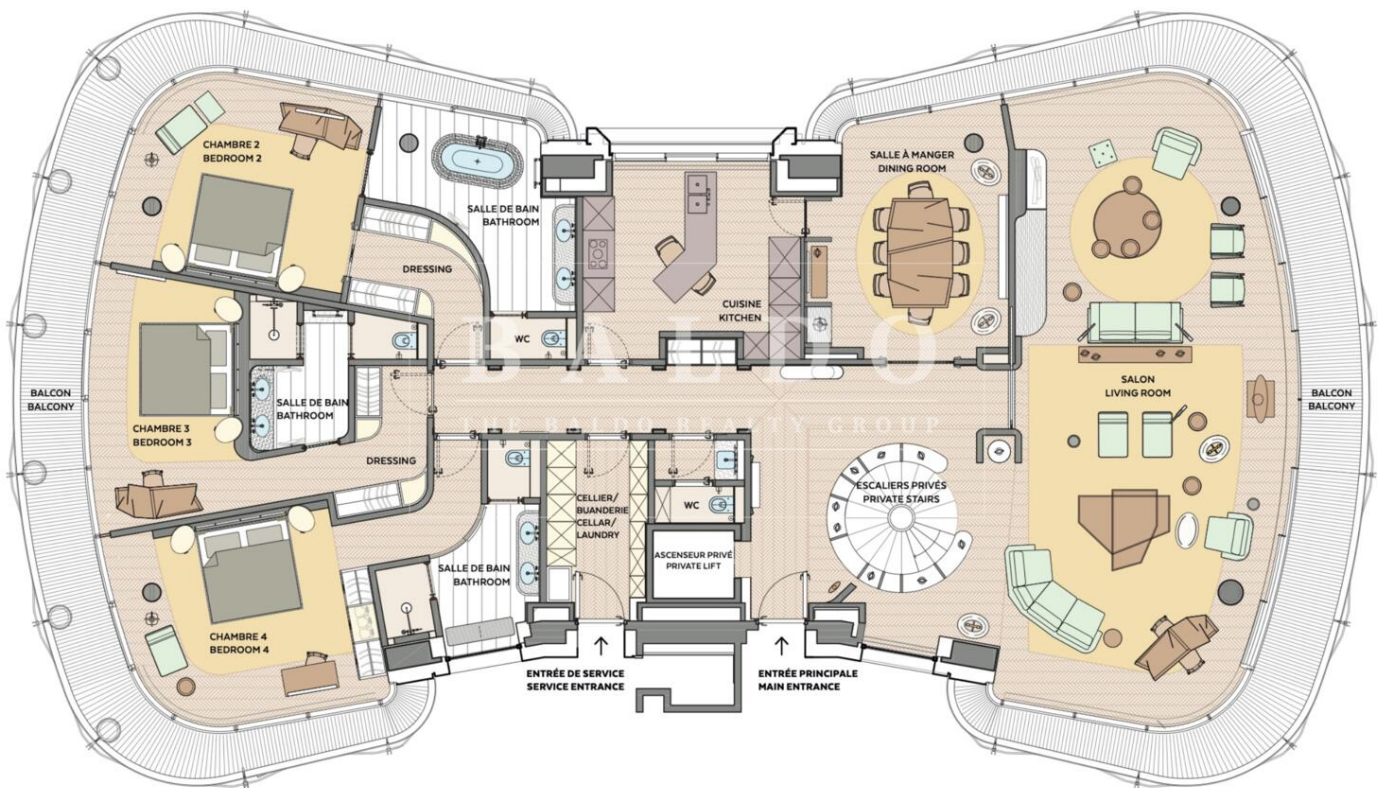 CHAMBRE 2
BEDROOM 2
SALLE DE BAIN
BATHROOM
DRESSING
WC
CUISINE
KITCHEN
SALLE À MANGER
DINING ROOM
BALCON
BALCONY
CHAMBRE 3
BEDROOM 3
SALLE DE BAIN
BATHROOM
DRESSING
BALDO
THE BALDO REALTY GROUP
SALON
LIVING ROOM
BALCON
BALCONY
CHAMBRE 4
BEDROOM 4
SALLE DE BAIN
BATHROOM
CELLIER/
BUANDERIE
CELLAR/
LAUNDRY
WC
ASCENSEUR PRIVÉ
PRIVATE LIFT
ESCALIERS PRIVÉS
PRIVATE STAIRS
ENTRÉE DE SERVICE
SERVICE ENTRANCE
ENTRÉE PRINCIPALE
MAIN ENTRANCE